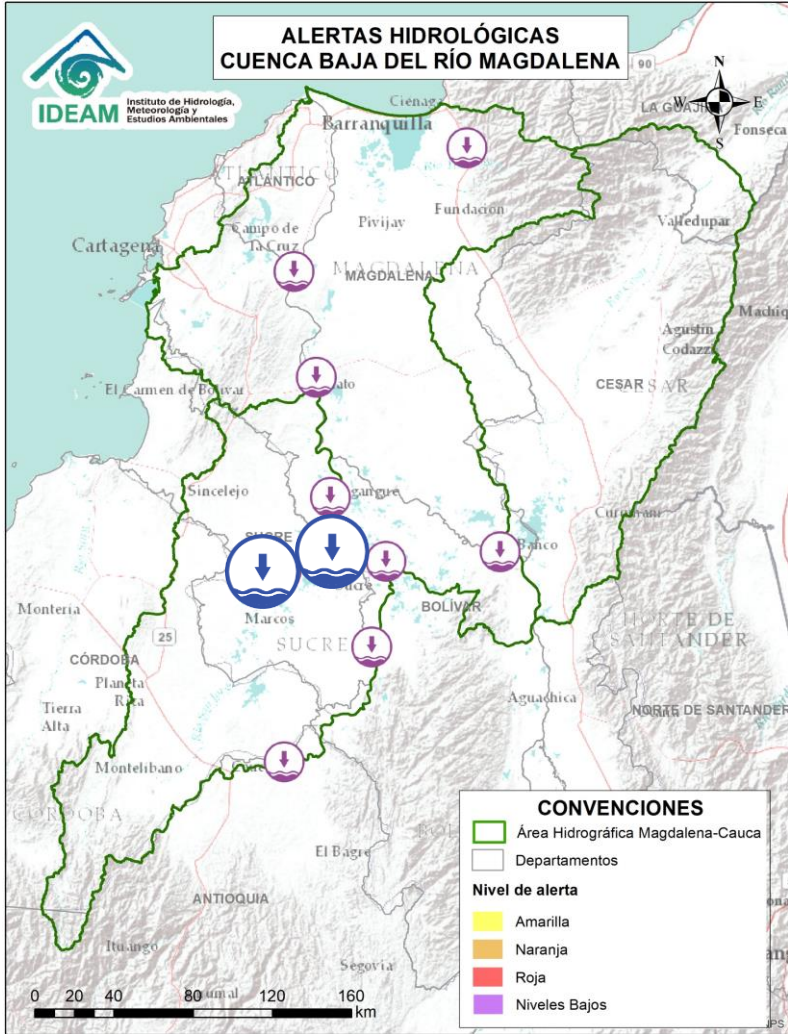 ALERTAS HIDROLÓGICAS
CUENCA BAJA DEL RÍO MAGDALENA
IDEAM
Instituto de Hidrología,
Meteorología y
Estudios Ambientales
N
W E
S
90
Ciénaga
LA GUAJIRA
Barranquilla
Fonseca
ATLÁNTICO
ATLÁNTICO
Fundación
Pivijay
Valledupar
Campo de
la Cruz
Cartagena
MAGDALENA
MAGDALENA
Agustín
Codazzi
CESAR
CESAR
El Carmen de Bolívar
Sincelejo
SUCRE
Banco
Sucre
BOLÍVAR
Marcos
Montería
SUCRE
25
NORTE DE
SANTANDER
CÓRDOBA
Planeta
Rica
Tierra
Alta
Aguachica
NORTE DE SANTANDER
Montelibano
CÓRDOBA
El Bagre
ANTIOQUIA
Ituango
Segovia
0 20 40 80 120 160
km
CONVENCIONES
Área Hidrográfica Magdalena-Cauca
Departamentos
Nivel de alerta
Amarilla
Naranja
Roja
Niveles Bajos